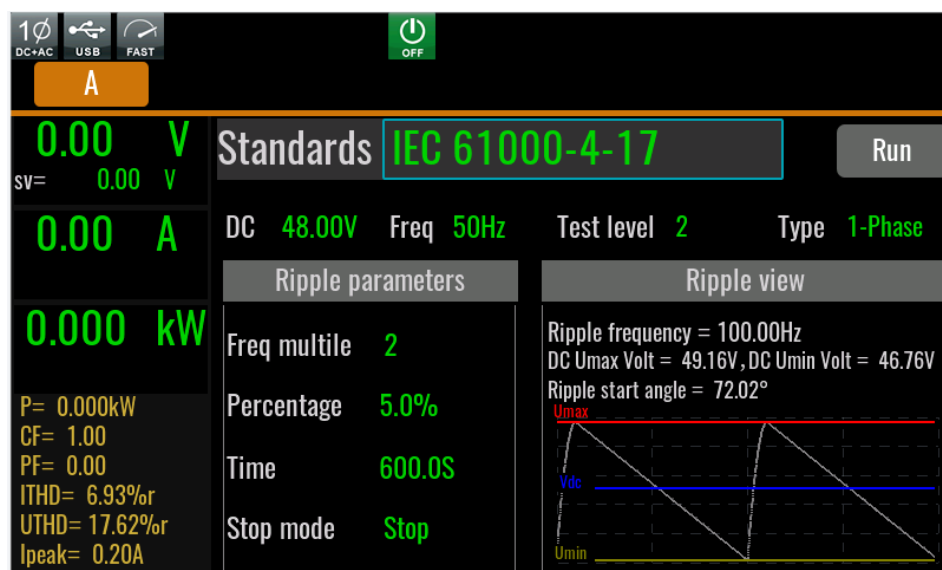 1Ø
DC+AC USB FAST OFF
A
0.00 V
sv= 0.00 V
0.00 A
0.000 kW
P= 0.000kW
CF= 1.00
PF= 0.00
ITHD= 6.93%r
UTHD= 17.62%r
Ipeak= 0.20A
Standards IEC 61000-4-17 Run
DC 48.00V Freq 50Hz Test level 2 Type 1-Phase
Ripple parameters
Freq multile 2
Percentage 5.0%
Time 600.0S
Stop mode Stop
Ripple view
Ripple frequency = 100.00Hz
DC Umax Volt = 49.16V, DC Umin Volt = 46.76V
Ripple start angle = 72.02°
Umax
Vdc
Umin